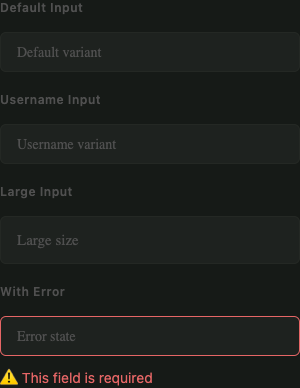 Default Input
Default variant
Username Input
Username variant
Large Input
Large size
With Error
Error state
⚠️ This field is required